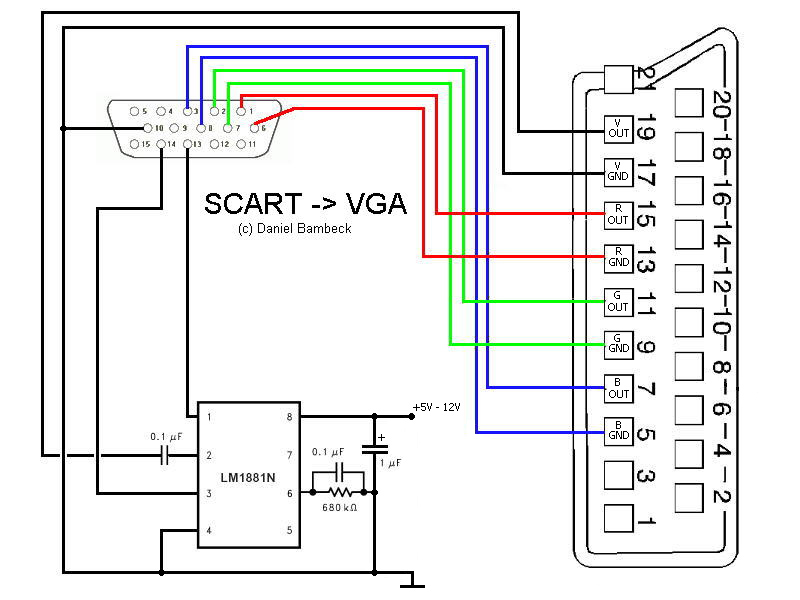 5 4 3 2 1
10 9 8 7 6
15 14 13 12 11
SCART -> VGA
(c) Daniel Bambeck
21
V OUT
19
V GND
17
R OUT
15
R GND
13
G OUT
11
G GND
9
B OUT
7
B GND
5
3
1
20
18
16
14
12
10
8
6
4
2
+5V - 12V
0.1 µF
1 8
2 7
3 6
4 5
LM1881N
0.1 µF
680 kΩ
+
1 µF